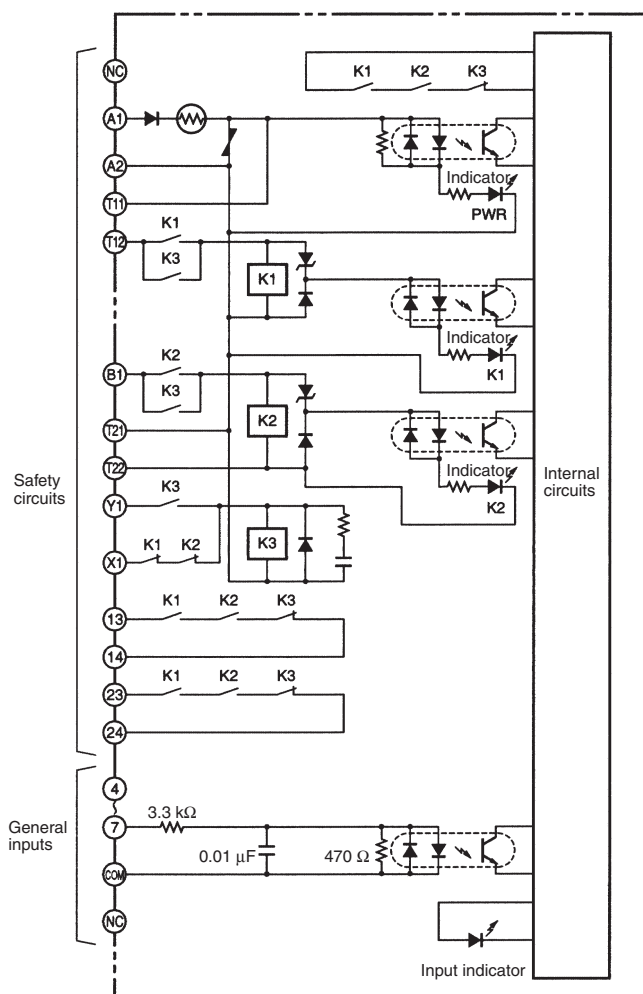 NC
K1 K2 K3
A1
A2
Indicator
PWR
T11
T12
K1
K3
K1
Indicator
K1
B1
K2
K3
K2
T21
T22
Indicator
K2
Safety
circuits
Internal
circuits
Y1
K3
K3
X1
K1 K2
13
K1 K2 K3
14
23
K1 K2 K3
24
General
inputs
4
7
3.3 kΩ
0.01 µF
470 Ω
COM
NC
Input indicator